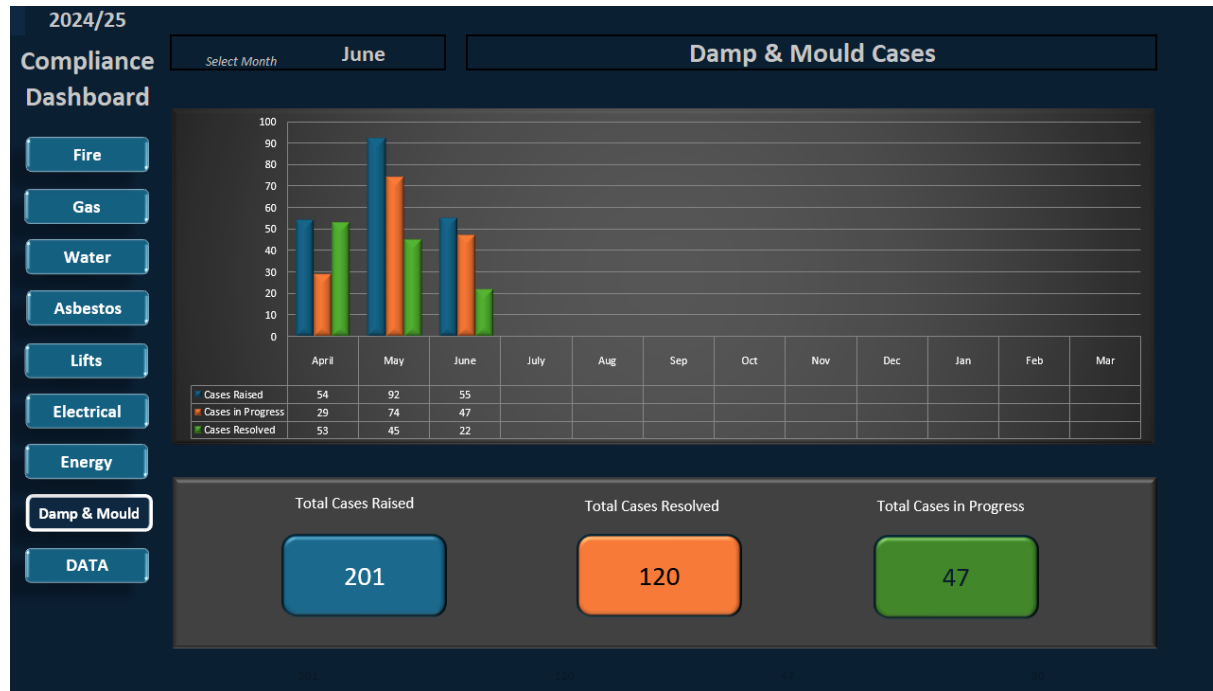 2024/25
Compliance
Dashboard
Select Month June
Damp & Mould Cases
Fire
Gas
Water
Asbestos
Lifts
Electrical
Energy
Damp & Mould
DATA
100
90
80
70
60
50
40
30
20
10
0
April May June July Aug Sep Oct Nov Dec Jan Feb Mar
Cases Raised 54 92 55
Cases in Progress 29 74 47
Cases Resolved 53 45 22
Total Cases Raised Total Cases Resolved Total Cases in Progress
201 120 47
201 120 47